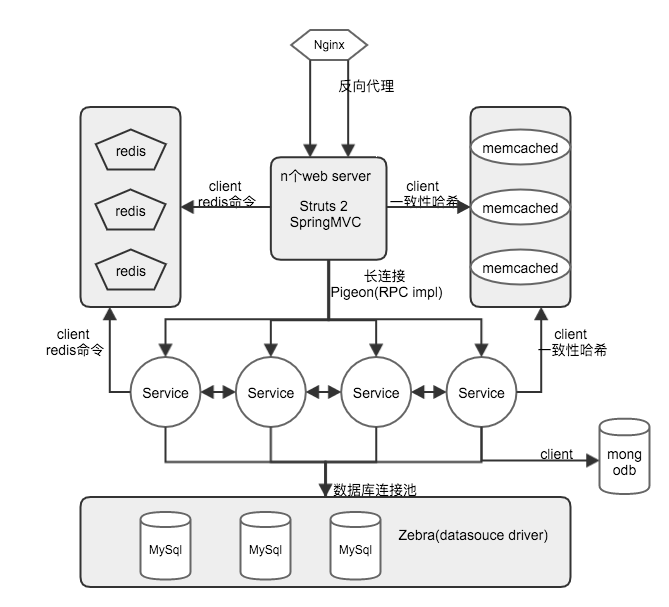 Nginx
反向代理
redis
redis
redis
client
redis命令
n个web server
Struts 2
SpringMVC
client
一致性哈希
memcached
memcached
memcached
长连接
Pigeon(RPC impl)
client
redis命令
client
一致性哈希
Service
Service
Service
Service
client
mong
odb
数据库连接池
MySql
MySql
MySql
Zebra(datasouce driver)